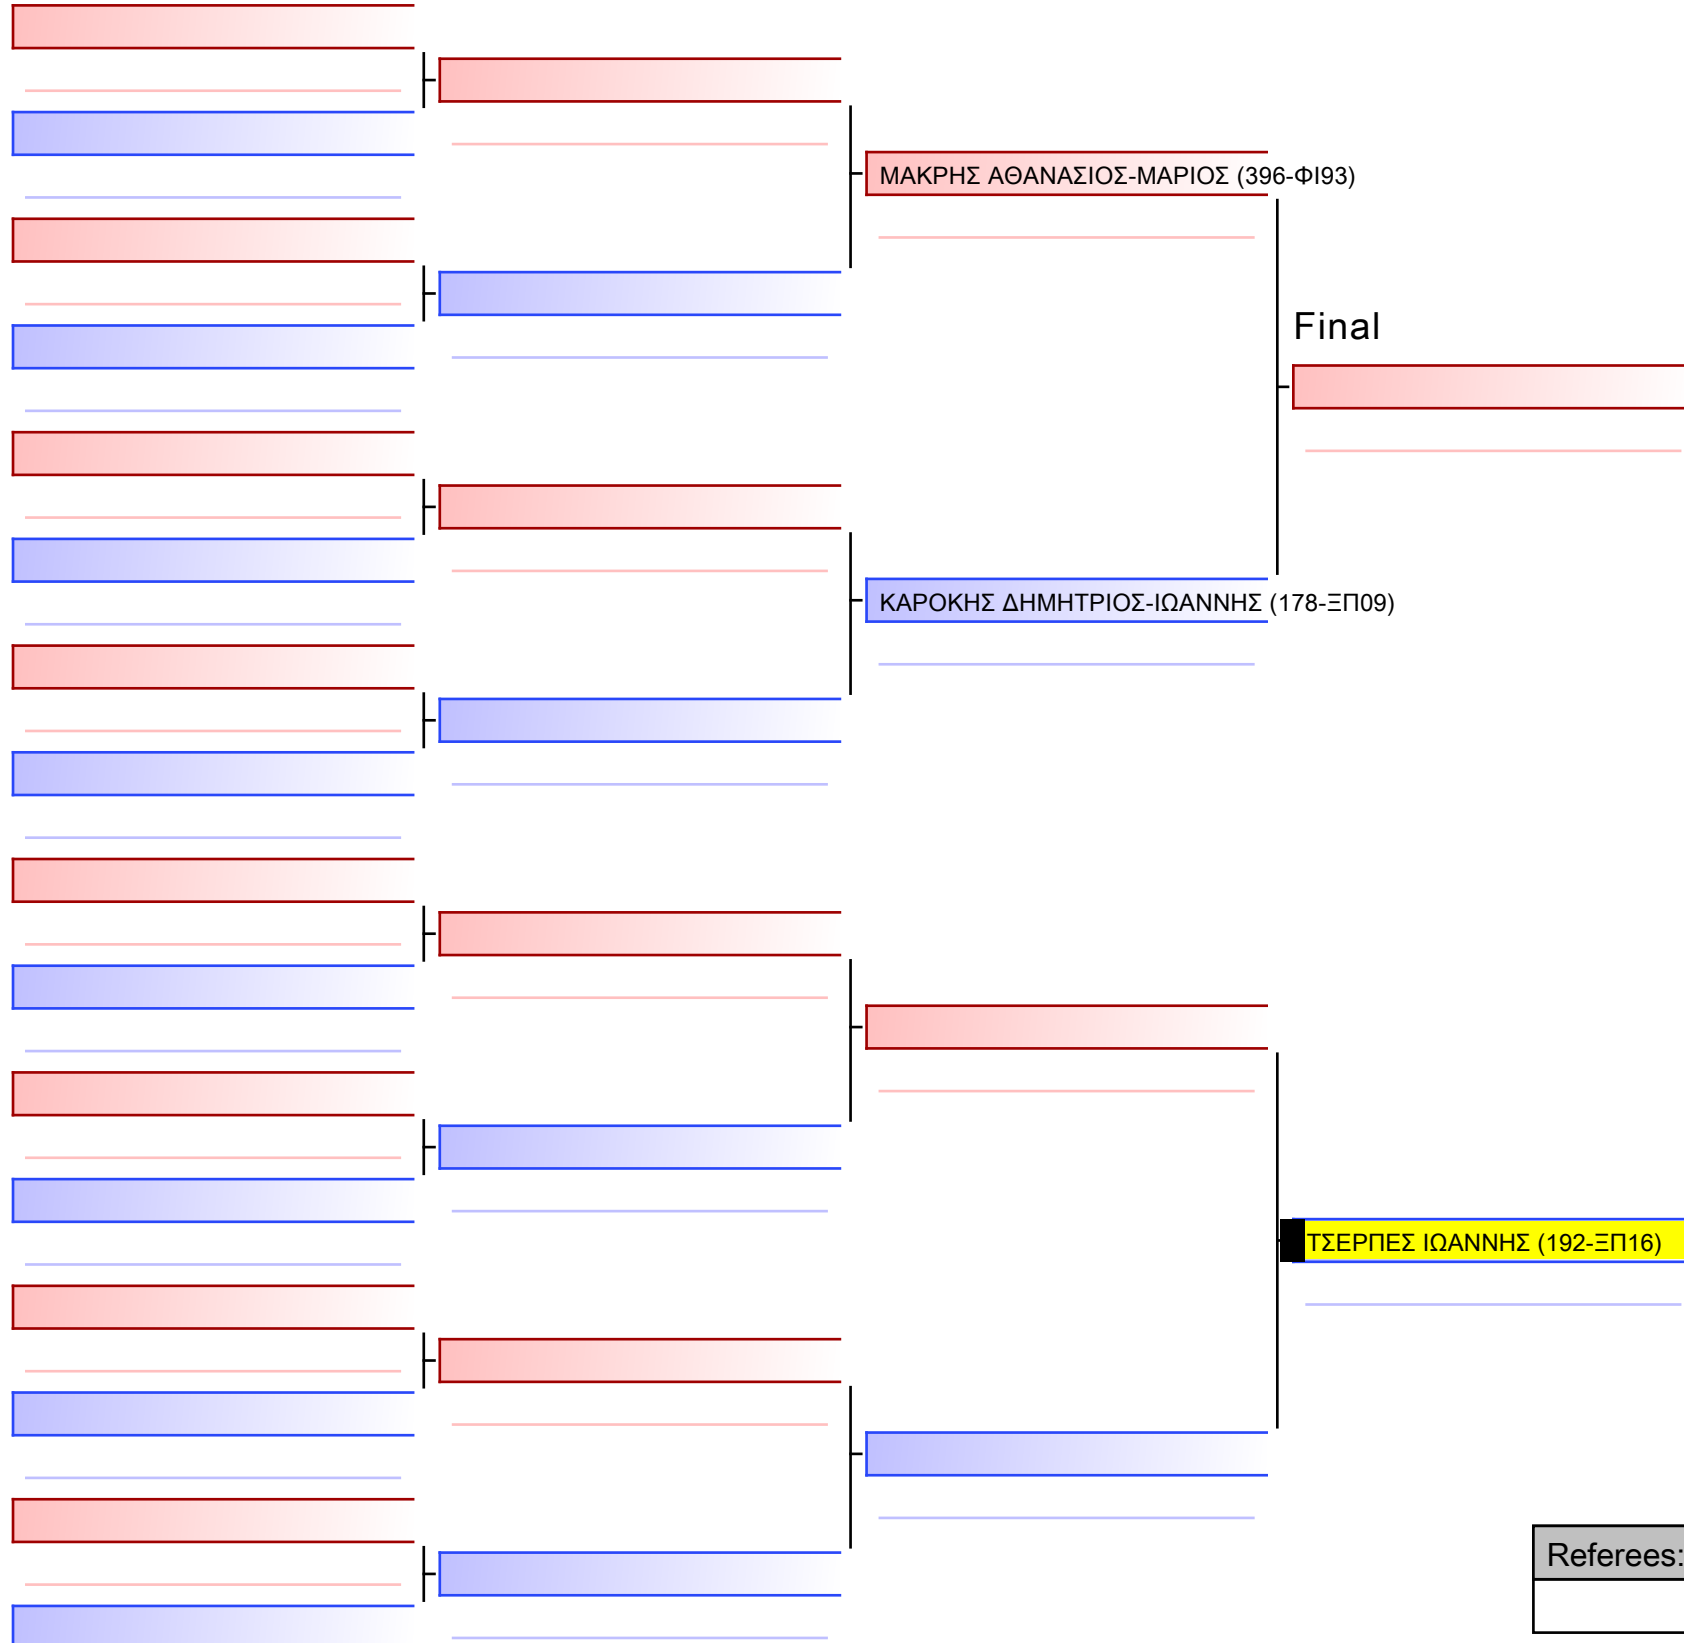 ΜΑΚΡΗΣ ΑΘΑΝΑΣΙΟΣ-ΜΑΡΙΟΣ (396-ΦΙ93)
Final
ΚΑΡΟΚΗΣ ΔΗΜΗΤΡΙΟΣ-ΙΩΑΝΝΗΣ (178-ΞΠ09)
ΤΣΕΡΠΕΣ ΙΩΑΝΝΗΣ (192-ΞΠ16)
Referees: